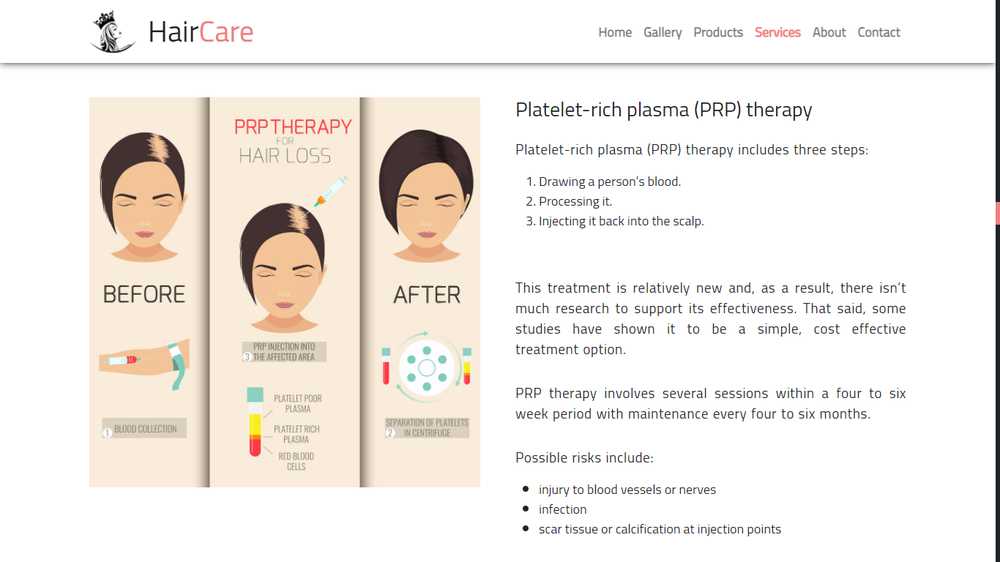 HairCare
Home Gallery Products Services About Contact
PRP THERAPY
FOR
HAIR LOSS
BEFORE
AFTER
PRP INJECTION INTO
3 THE AFFECTED AREA
PLATELET POOR
PLASMA
PLATELET RICH
PLASMA
RED BLOOD
CELLS
1 BLOOD COLLECTION
SEPARATION OF PLATELETS
2 IN CENTRIFUGE
Platelet-rich plasma (PRP) therapy
Platelet-rich plasma (PRP) therapy includes three steps:
1. Drawing a person’s blood.
2. Processing it.
3. Injecting it back into the scalp.
This treatment is relatively new and, as a result, there isn’t
much research to support its effectiveness. That said, some
studies have shown it to be a simple, cost effective
treatment option.
PRP therapy involves several sessions within a four to six
week period with maintenance every four to six months.
Possible risks include:
injury to blood vessels or nerves
infection
scar tissue or calcification at injection points